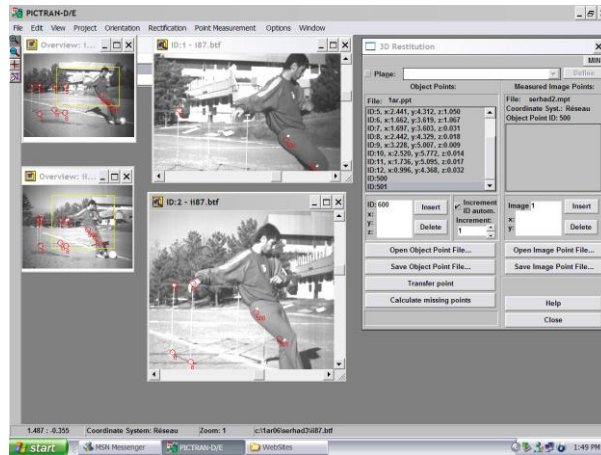 PICTRAN-D/E
File Edit View Project Orientation Rectification Point Measurement Options Window
Overview: I...
ID:1 - II87.btf
3D Restitution
MIN
Plane:
Define
Object Points:
Measured Image Points:
File: 1ar.ppt
File: serhad2.mpt
Coordinate Syst.: Réseau
Object Point ID: 500
ID:5, x:2.441, y:4.312, z:1.050
ID:6, x:1.662, y:3.619, z:1.067
ID:7, x:1.697, y:3.603, z:0.031
ID:8, x:2.442, y:4.329, z:0.018
ID:9, x:3.228, y:5.007, z:0.009
ID:10, x:2.520, y:5.772, z:0.014
ID:11, x:1.736, y:5.095, z:0.017
ID:12, x:0.996, y:4.368, z:0.032
ID:500
ID:501
Overview: II...
ID:2 - II87.btf
ID: 600
x:
y:
z:
Insert
Delete
Increment ID autom.
Increment:
1
Image 1
x:
y:
Insert
Delete
Open Object Point File...
Open Image Point File...
Save Object Point File...
Save Image Point File...
Transfer point
Calculate missing points
Help
Close
1.487 : -0.355 Coordinate System: Réseau Zoom: 1 c:\1ar06\serhad3\II87.btf
start
MSN Messenger
PICTRAN-D/E
WebSites
1:49 PM